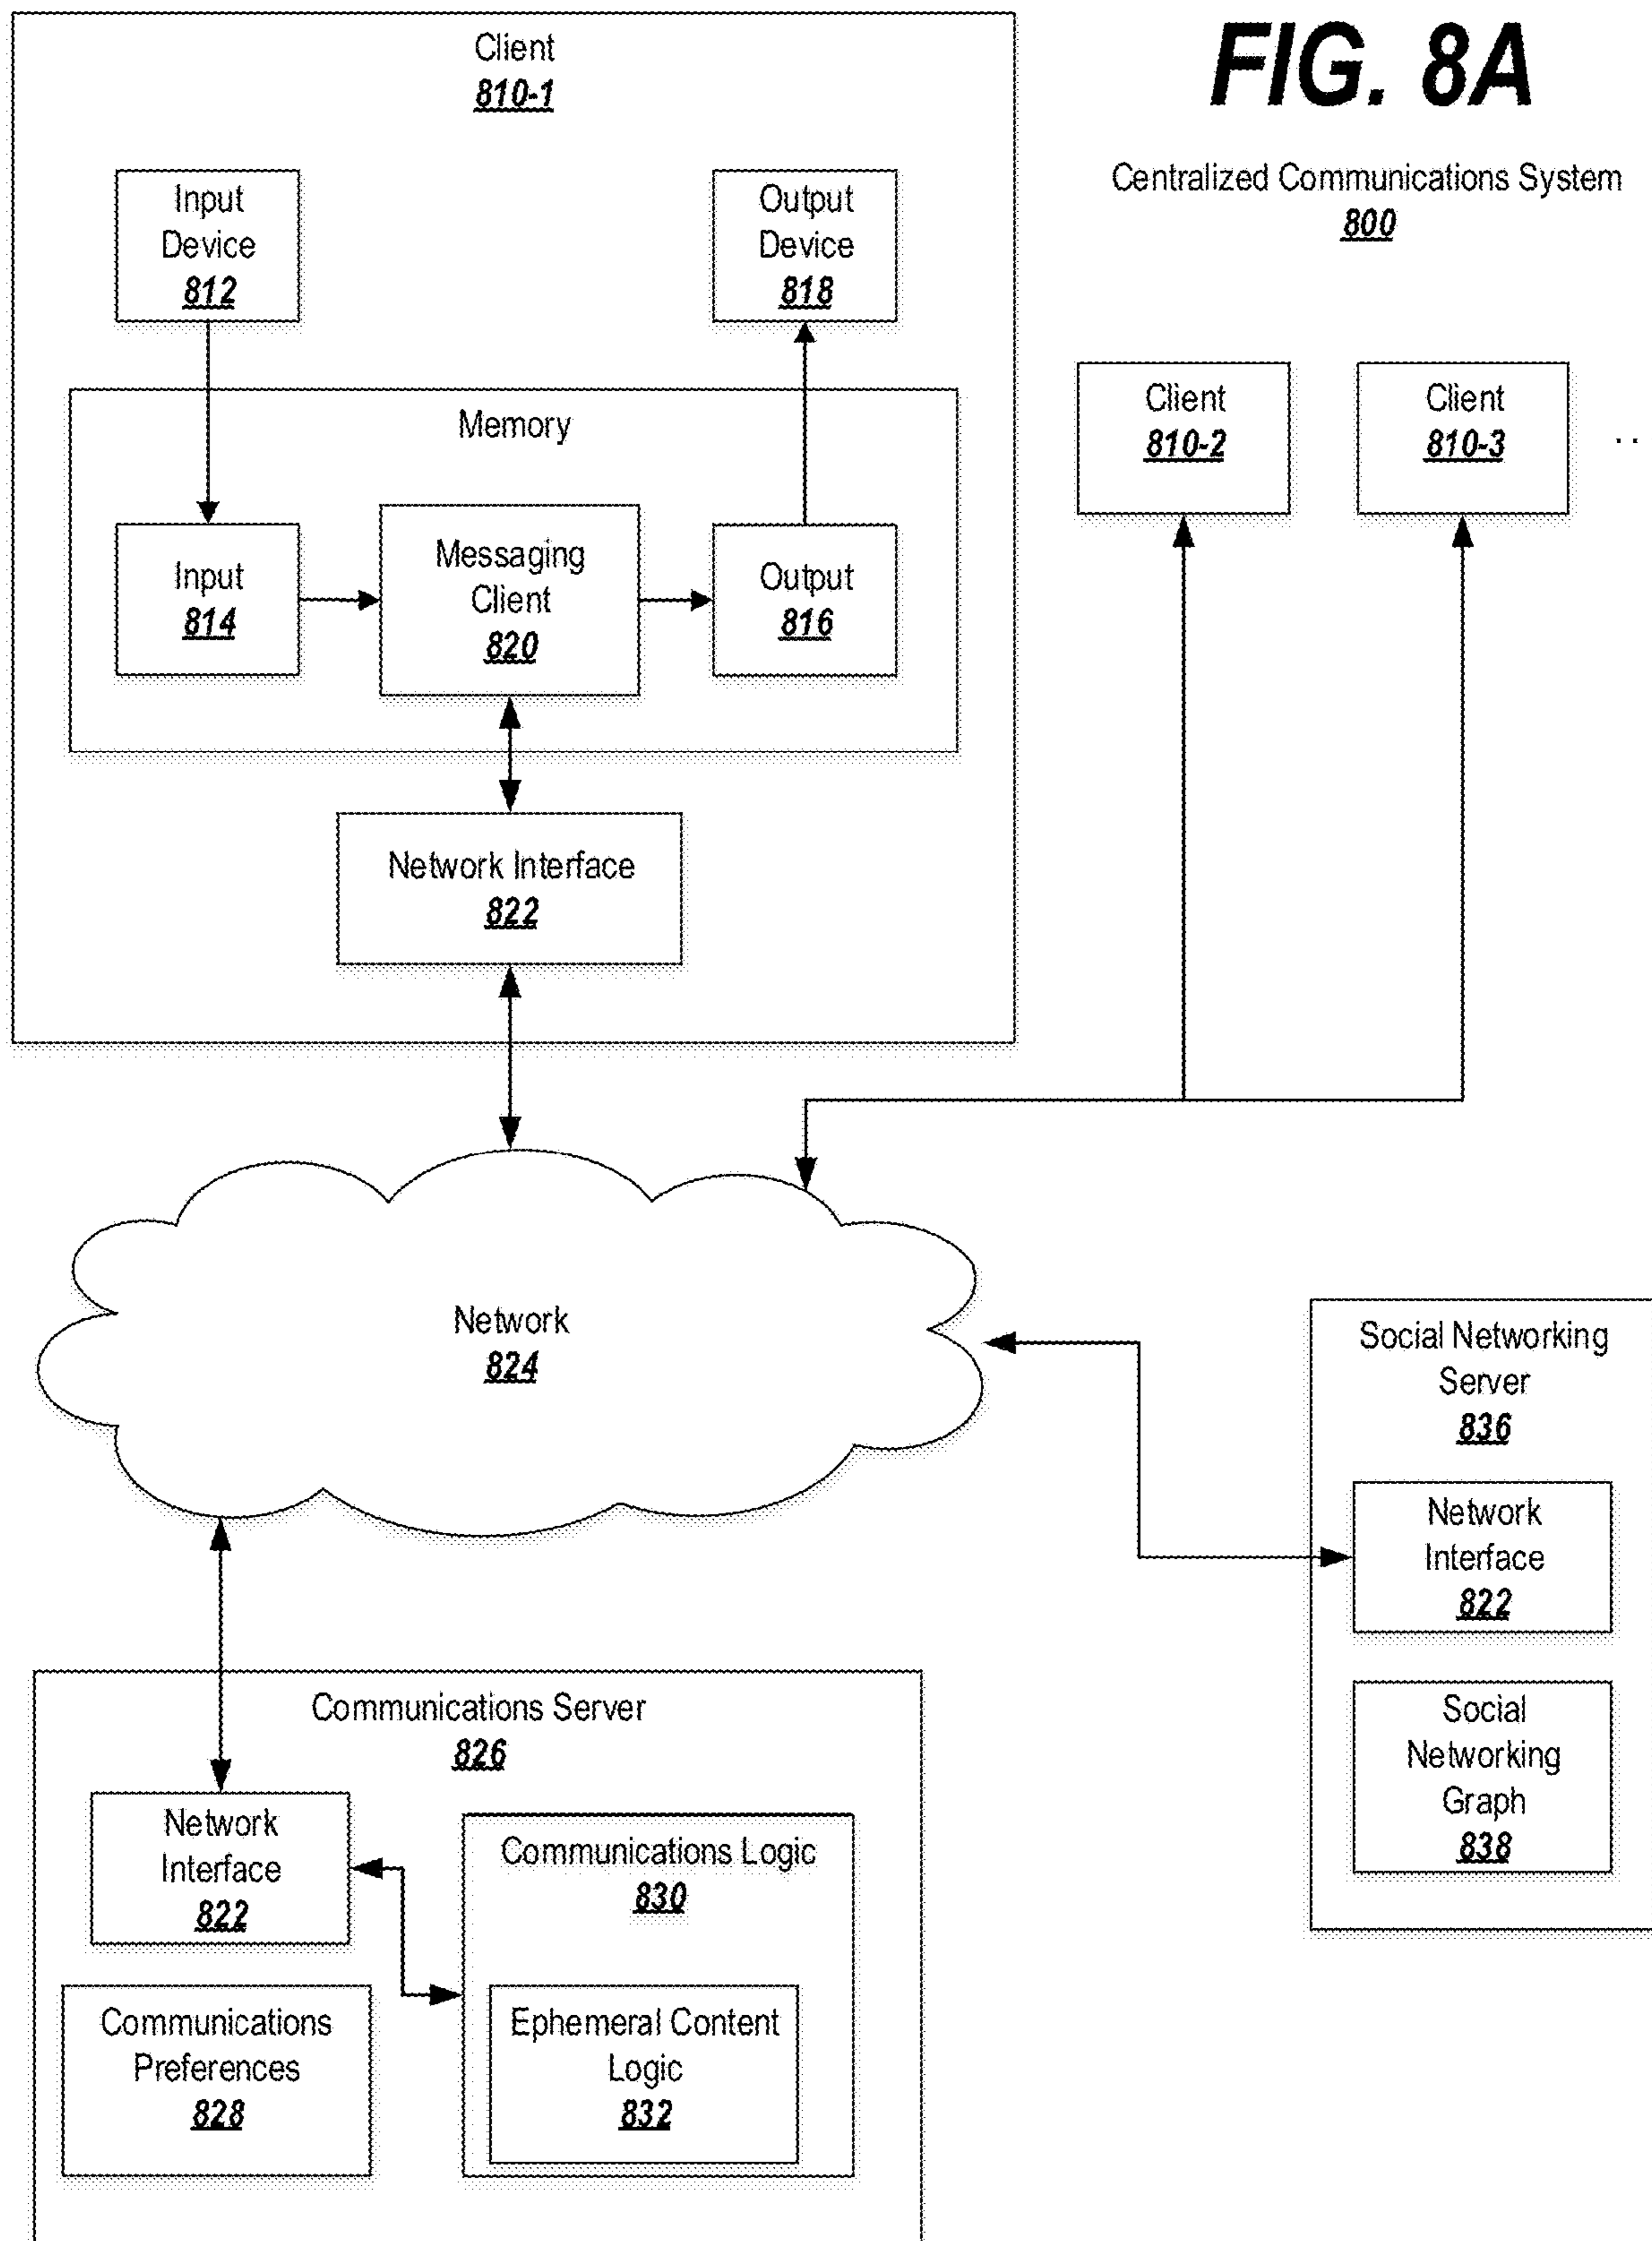 FIG. 8A
Centralized Communications System
800
Client
810-1
Input
Device
812
Output
Device
818
Memory
Input
814
Messaging
Client
820
Output
816
Network Interface
822
Client
810-2
Client
810-3
. .
Network
824
Social Networking
Server
836
Network
Interface
822
Social
Networking
Graph
838
Communications Server
826
Network
Interface
822
Communications Logic
830
Communications
Preferences
828
Ephemeral Content
Logic
832